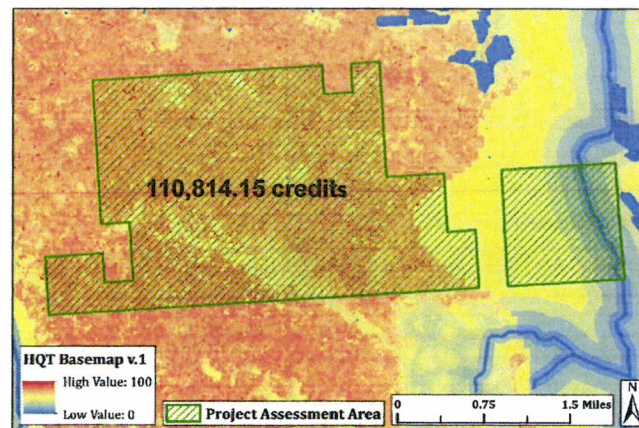 110,814.15 credits
HQT Basemap v.1
High Value: 100
Low Value: 0
Project Assessment Area
0 0.75 1.5 Miles
N